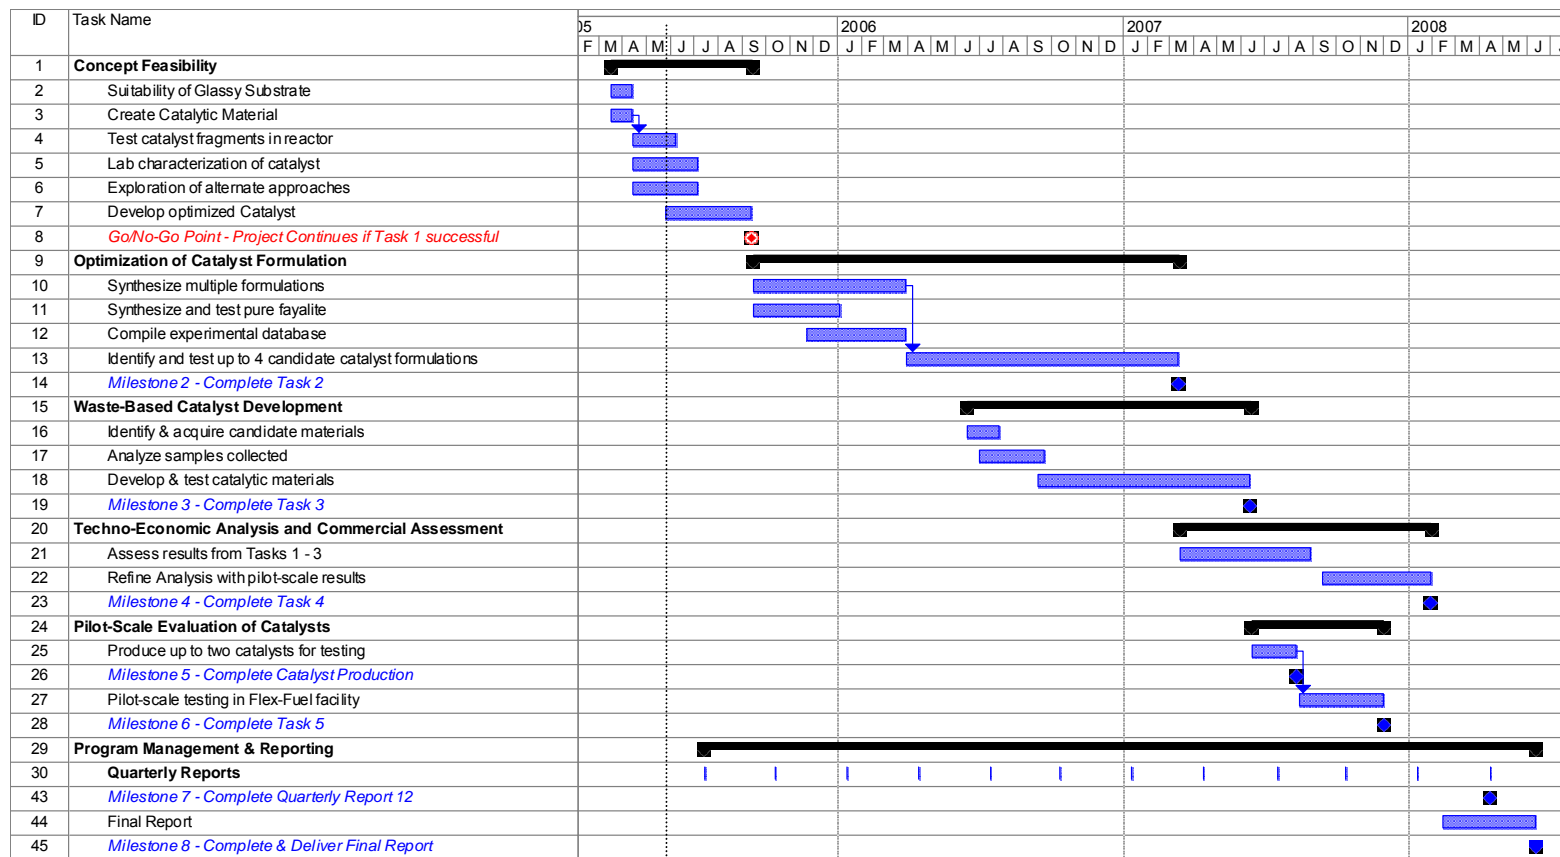 ID Task Name 05 2006 2007 2008
F M A M J J A S O N D J F M A M J J A S O N D J F M A M J J A S O N D J F M A M J
1 Concept Feasibility
2 Suitability of Glassy Substrate
3 Create Catalytic Material
4 Test catalyst fragments in reactor
5 Lab characterization of catalyst
6 Exploration of alternate approaches
7 Develop optimized Catalyst
8 Go/No-Go Point - Project Continues if Task 1 successful
9 Optimization of Catalyst Formulation
10 Synthesize multiple formulations
11 Synthesize and test pure fayalite
12 Compile experimental database
13 Identify and test up to 4 candidate catalyst formulations
14 Milestone 2 - Complete Task 2
15 Waste-Based Catalyst Development
16 Identify & acquire candidate materials
17 Analyze samples collected
18 Develop & test catalytic materials
19 Milestone 3 - Complete Task 3
20 Techno-Economic Analysis and Commercial Assessment
21 Assess results from Tasks 1 - 3
22 Refine Analysis with pilot-scale results
23 Milestone 4 - Complete Task 4
24 Pilot-Scale Evaluation of Catalysts
25 Produce up to two catalysts for testing
26 Milestone 5 - Complete Catalyst Production
27 Pilot-scale testing in Flex-Fuel facility
28 Milestone 6 - Complete Task 5
29 Program Management & Reporting
30 Quarterly Reports
43 Milestone 7 - Complete Quarterly Report 12
44 Final Report
45 Milestone 8 - Complete & Deliver Final Report